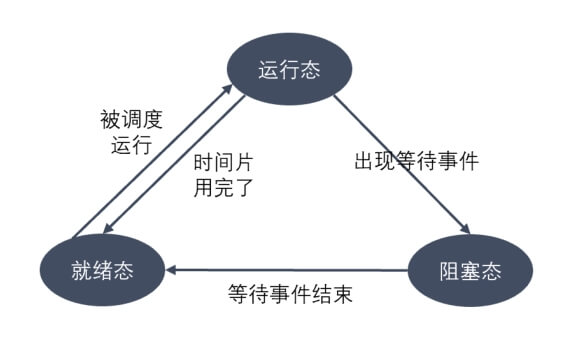 运行态
被调度
运行
时间片
用完了
出现等待事件
就绪态
阻塞态
等待事件结束